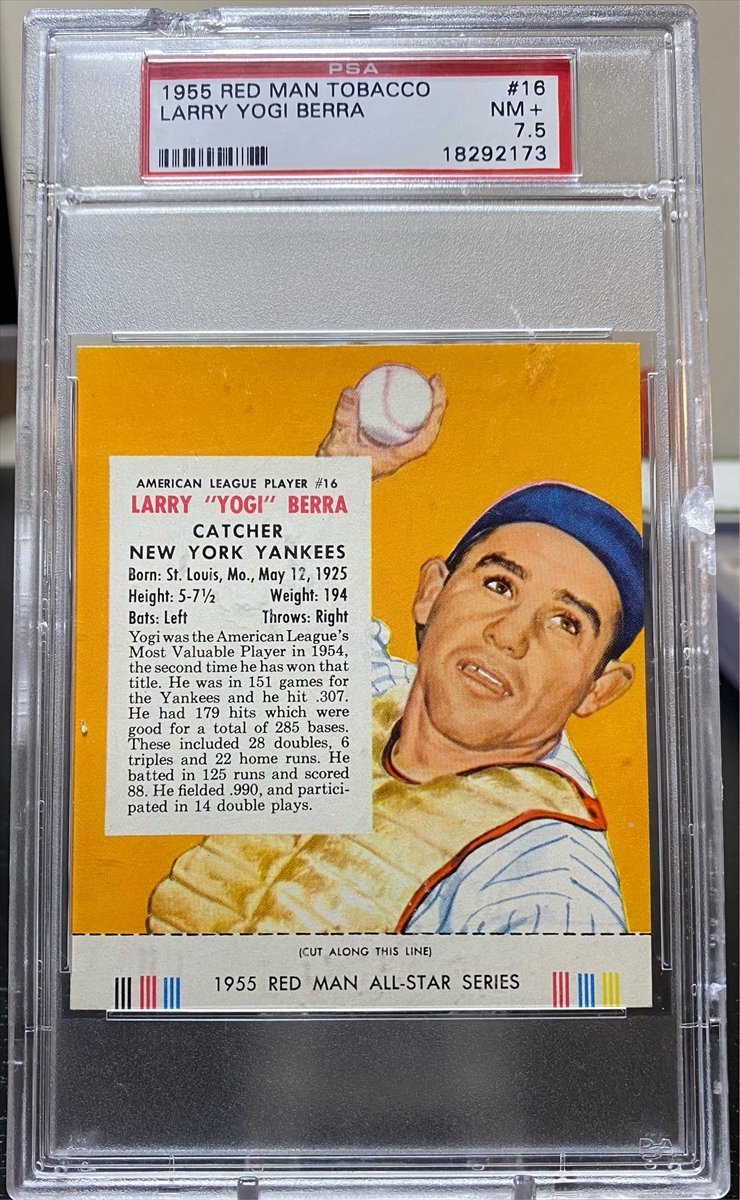 PSA
1955 RED MAN TOBACCO #16
LARRY YOGI BERRA NM+
7.5
18292173
AMERICAN LEAGUE PLAYER #16
LARRY "YOGI" BERRA
CATCHER
NEW YORK YANKEES
Born: St. Louis, Mo., May 12, 1925
Height: 5-7½ Weight: 194
Bats: Left Throws: Right
Yogi was the American League's
Most Valuable Player in 1954,
the second time he has won that
title. He was in 151 games for
the Yankees and he hit .307.
He had 179 hits which were
good for a total of 285 bases.
These included 28 doubles, 6
triples and 22 home runs. He
batted in 125 runs and scored
88. He fielded .990, and partici-
pated in 14 double plays.
(CUT ALONG THIS LINE)
1955 RED MAN ALL-STAR SERIES
PSA